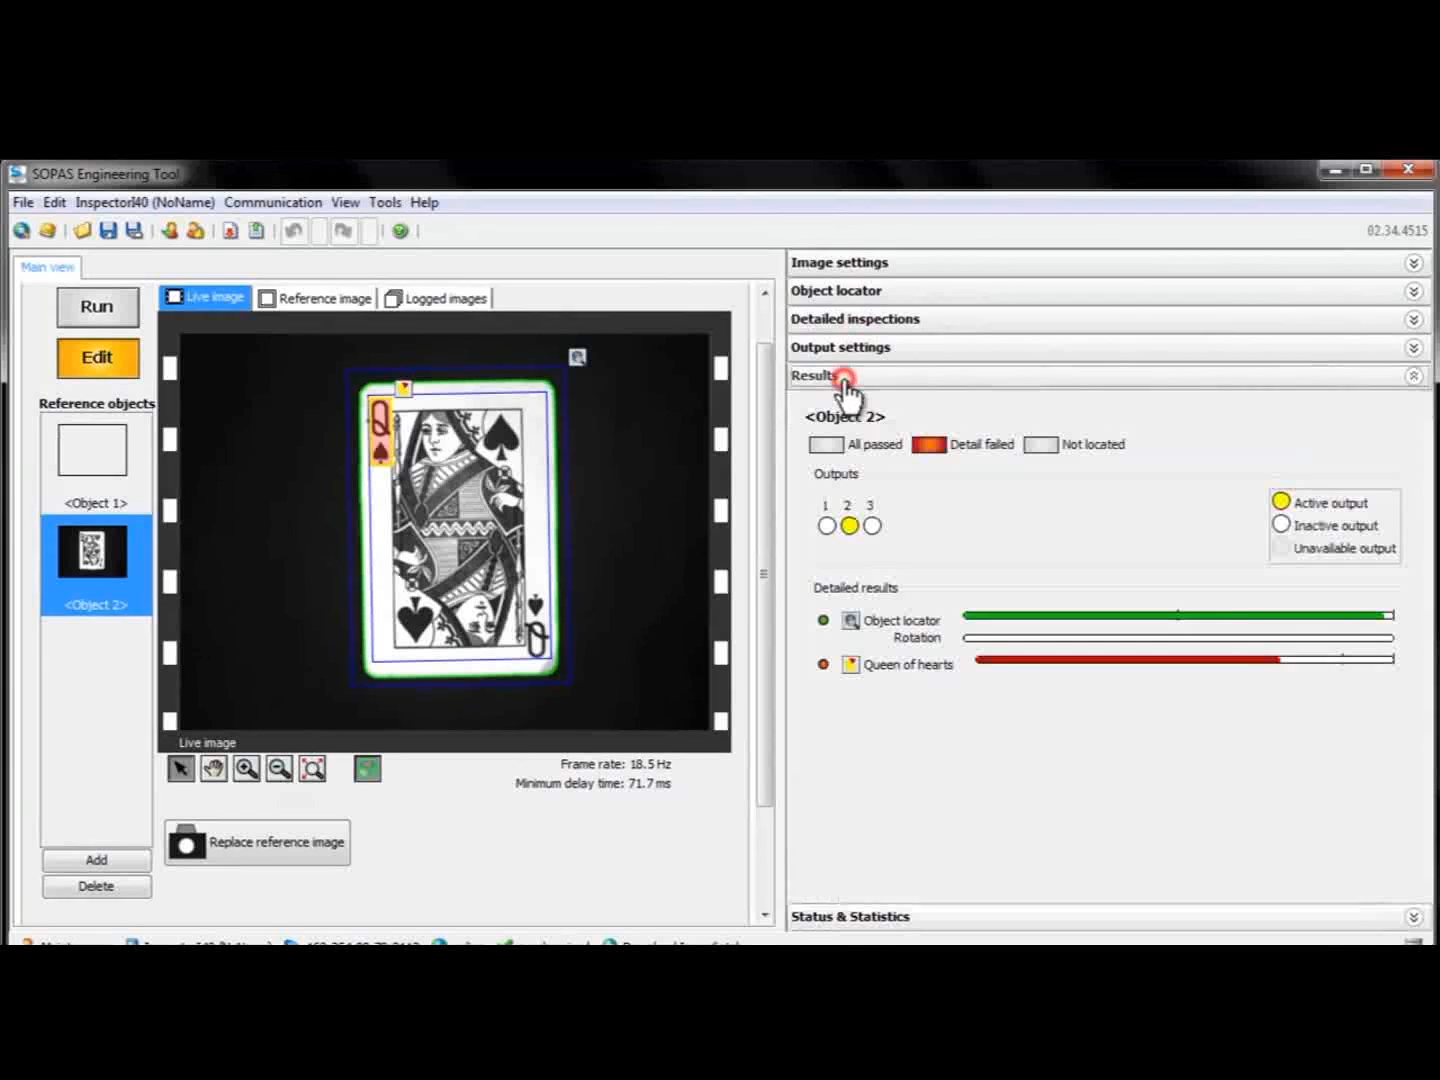 SOPAS Engineering Tool
File Edit InspectorI40 (NoName) Communication View Tools Help
02.34.4515
Main view
Run
Edit
Reference objects
<Object 1>
<Object 2>
Add
Delete
Live image Reference image Logged images
Q
Q
Live image
Frame rate: 18.5 Hz
Minimum delay time: 71.7 ms
Replace reference image
Image settings
Object locator
Detailed inspections
Output settings
Results
<Object 2>
All passed Detail failed Not located
Outputs
1 2 3
Active output
Inactive output
Unavailable output
Detailed results
Object locator
Rotation
Queen of hearts
Status & Statistics